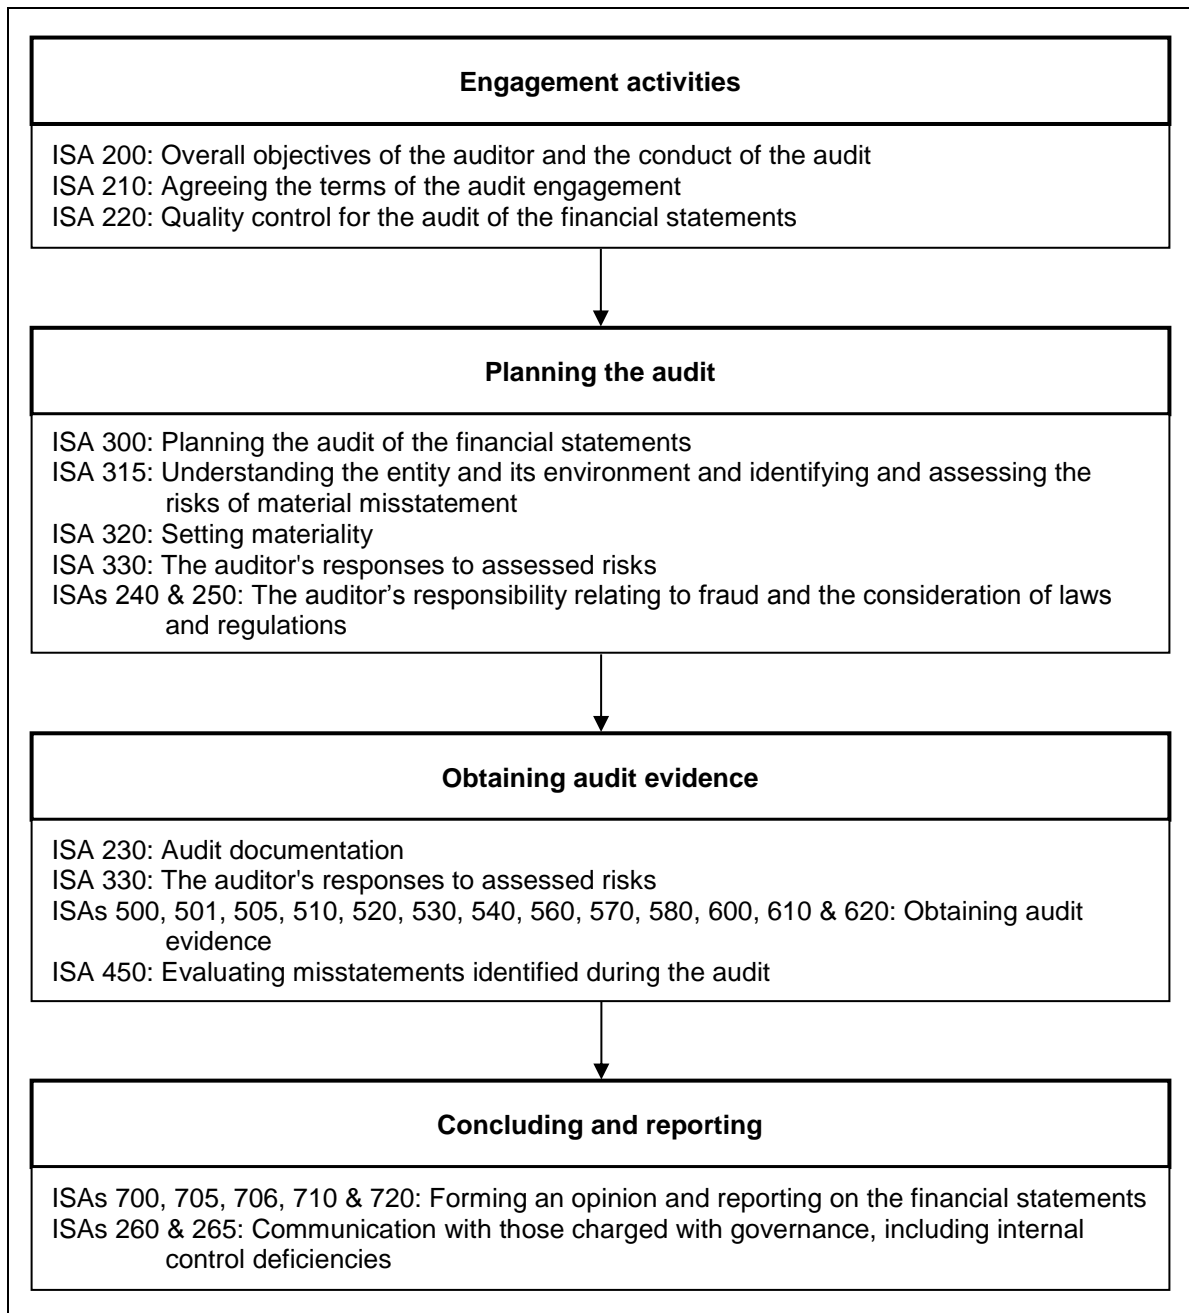 Engagement activities
ISA 200: Overall objectives of the auditor and the conduct of the audit
ISA 210: Agreeing the terms of the audit engagement
ISA 220: Quality control for the audit of the financial statements
Planning the audit
ISA 300: Planning the audit of the financial statements
ISA 315: Understanding the entity and its environment and identifying and assessing the
risks of material misstatement
ISA 320: Setting materiality
ISA 330: The auditor's responses to assessed risks
ISAs 240 & 250: The auditor’s responsibility relating to fraud and the consideration of laws
and regulations
Obtaining audit evidence
ISA 230: Audit documentation
ISA 330: The auditor's responses to assessed risks
ISAs 500, 501, 505, 510, 520, 530, 540, 560, 570, 580, 600, 610 & 620: Obtaining audit
evidence
ISA 450: Evaluating misstatements identified during the audit
Concluding and reporting
ISAs 700, 705, 706, 710 & 720: Forming an opinion and reporting on the financial statements
ISAs 260 & 265: Communication with those charged with governance, including internal
control deficiencies